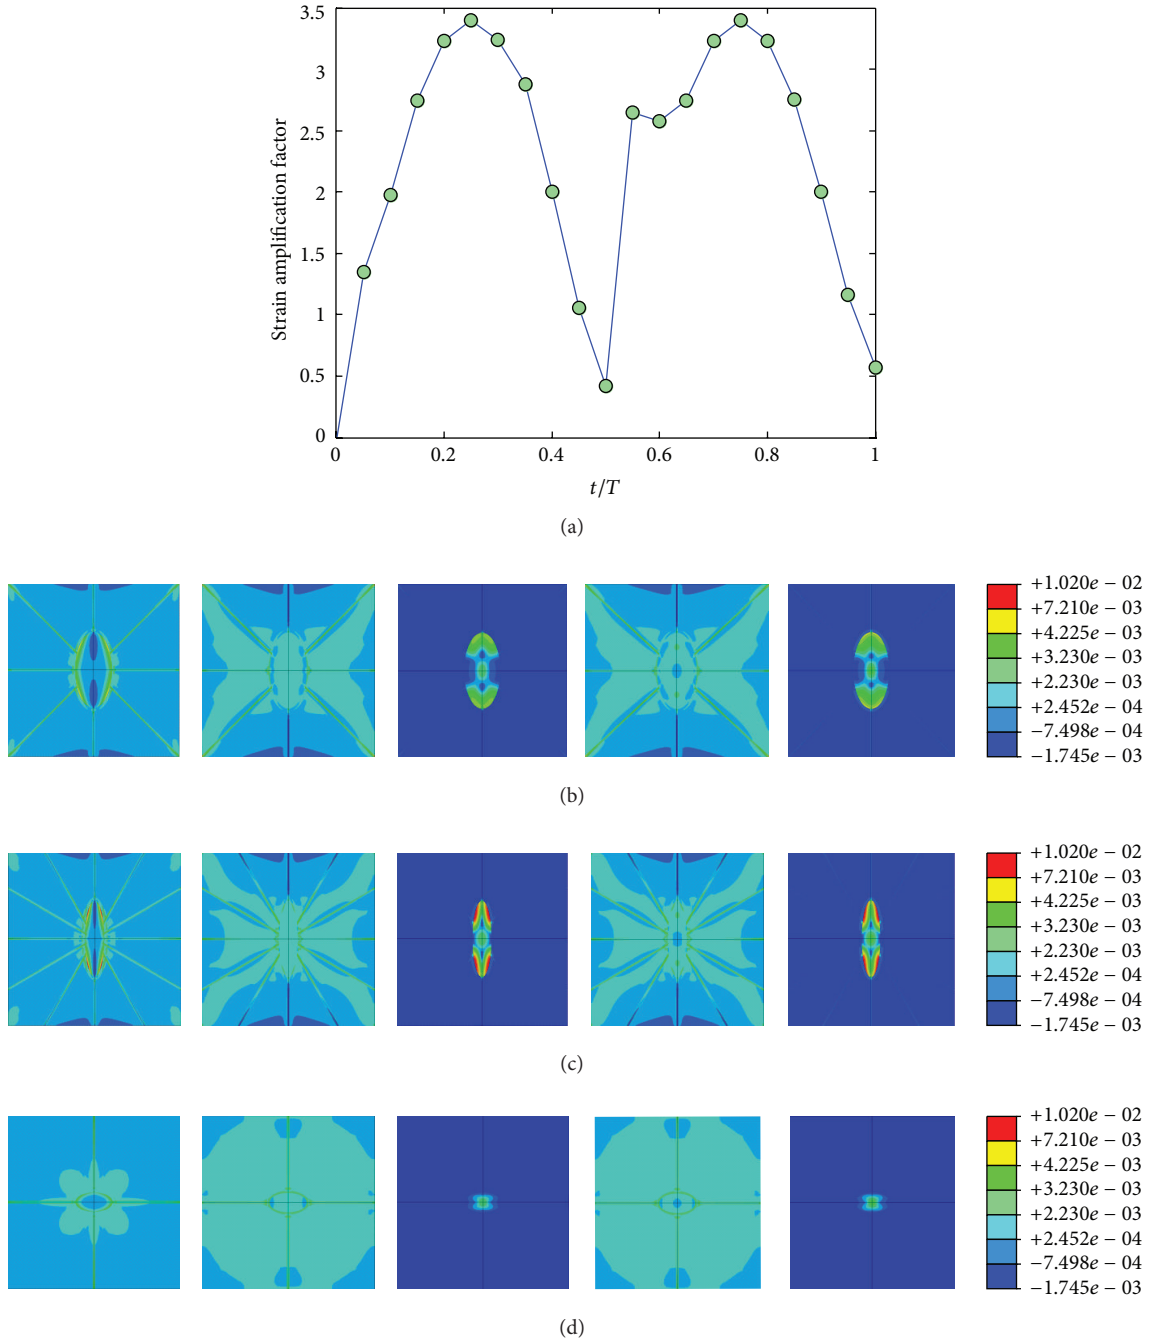 3.5
3
2.5
2
1.5
1
0.5
0
Strain amplification factor
0 0.2 0.4 0.6 0.8 1
t/T
(a)
+1.020e − 02
+7.210e − 03
+4.225e − 03
+3.230e − 03
+2.230e − 03
+2.452e − 04
−7.498e − 04
−1.745e − 03
(b)
+1.020e − 02
+7.210e − 03
+4.225e − 03
+3.230e − 03
+2.230e − 03
+2.452e − 04
−7.498e − 04
−1.745e − 03
(c)
+1.020e − 02
+7.210e − 03
+4.225e − 03
+3.230e − 03
+2.230e − 03
+2.452e − 04
−7.498e − 04
−1.745e − 03
(d)